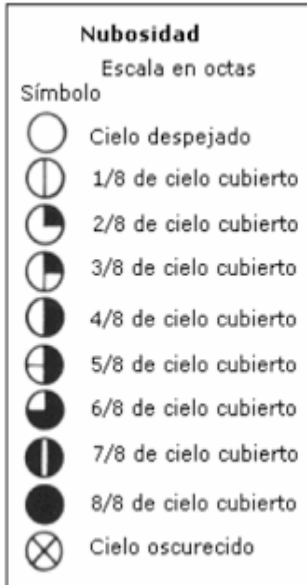 Nubosidad
Escala en octas
Símbolo
Cielo despejado
1/8 de cielo cubierto
2/8 de cielo cubierto
3/8 de cielo cubierto
4/8 de cielo cubierto
5/8 de cielo cubierto
6/8 de cielo cubierto
7/8 de cielo cubierto
8/8 de cielo cubierto
Cielo oscurecido